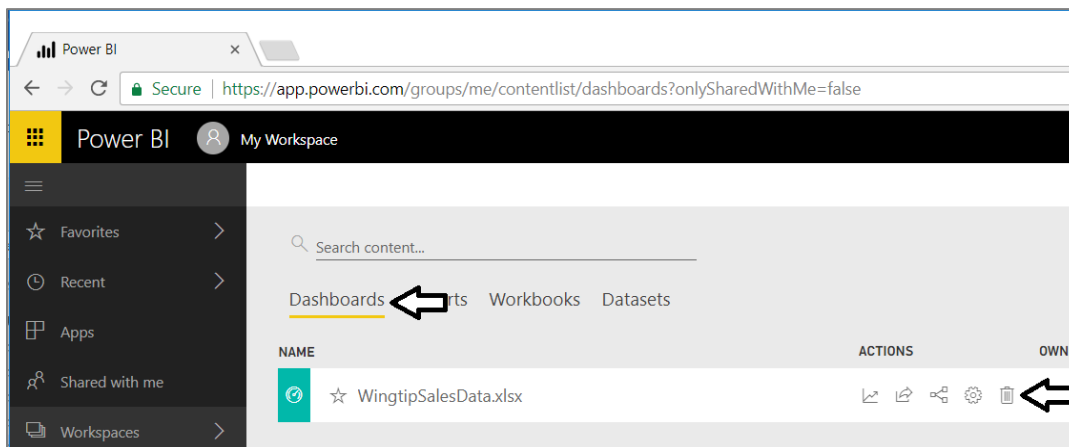 Power BI
Secure | https://app.powerbi.com/groups/me/contentlist/dashboards?onlySharedWithMe=false
Power BI My Workspace
Favorites
Search content...
Recent
Dashboards rts Workbooks Datasets
Apps
NAME ACTIONS OWN
Shared with me
WingtipSalesData.xlsx
Workspaces